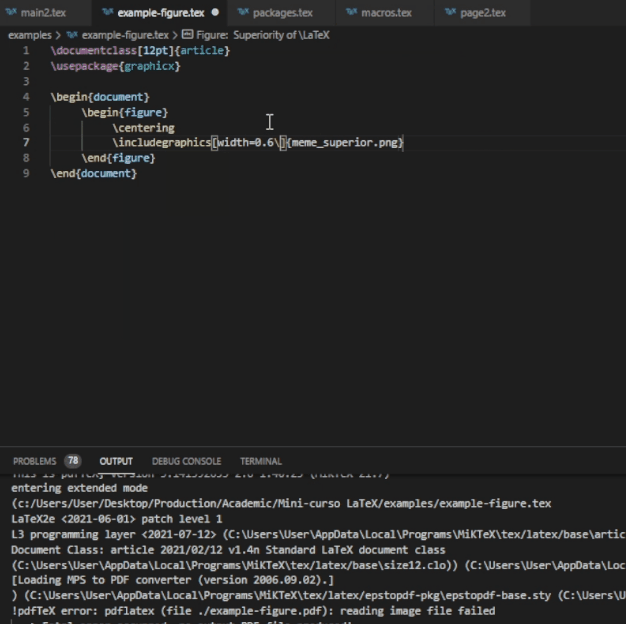 main2.tex example-figure.tex packages.tex macros.tex page2.tex
examples > example-figure.tex > Figure: Superiority of \LaTeX
1 \documentclass[12pt]{article}
2 \usepackage{graphicx}
3
4 \begin{document}
5 \begin{figure}
6 \centering
7 \includegraphics[width=0.6\]{meme_superior.png}
8 \end{figure}
9 \end{document}
PROBLEMS 78 OUTPUT DEBUG CONSOLE TERMINAL
entering extended mode
(c:/Users/User/Desktop/Production/Academic/Mini-curso LaTeX/examples/example-figure.tex
LaTeX2e <2021-06-01> patch level 1
L3 programming layer <2021-07-12> (C:\Users\User\AppData\Local\Programs\MiKTeX\tex/latex/base\artic
Document Class: article 2021/02/12 v1.4n Standard LaTeX document class
(C:\Users\User\AppData\Local\Programs\MiKTeX\tex/latex/base\size12.clo)) (C:\Users\User\AppData\Loc
[Loading MPS to PDF converter (version 2006.09.02).]
) (C:\Users\User\AppData\Local\Programs\MiKTeX\tex/latex/epstopdf-pkg\epstopdf-base.sty (C:\Users\U
!pdfTeX error: pdflatex (file ./example-figure.pdf): reading image file failed